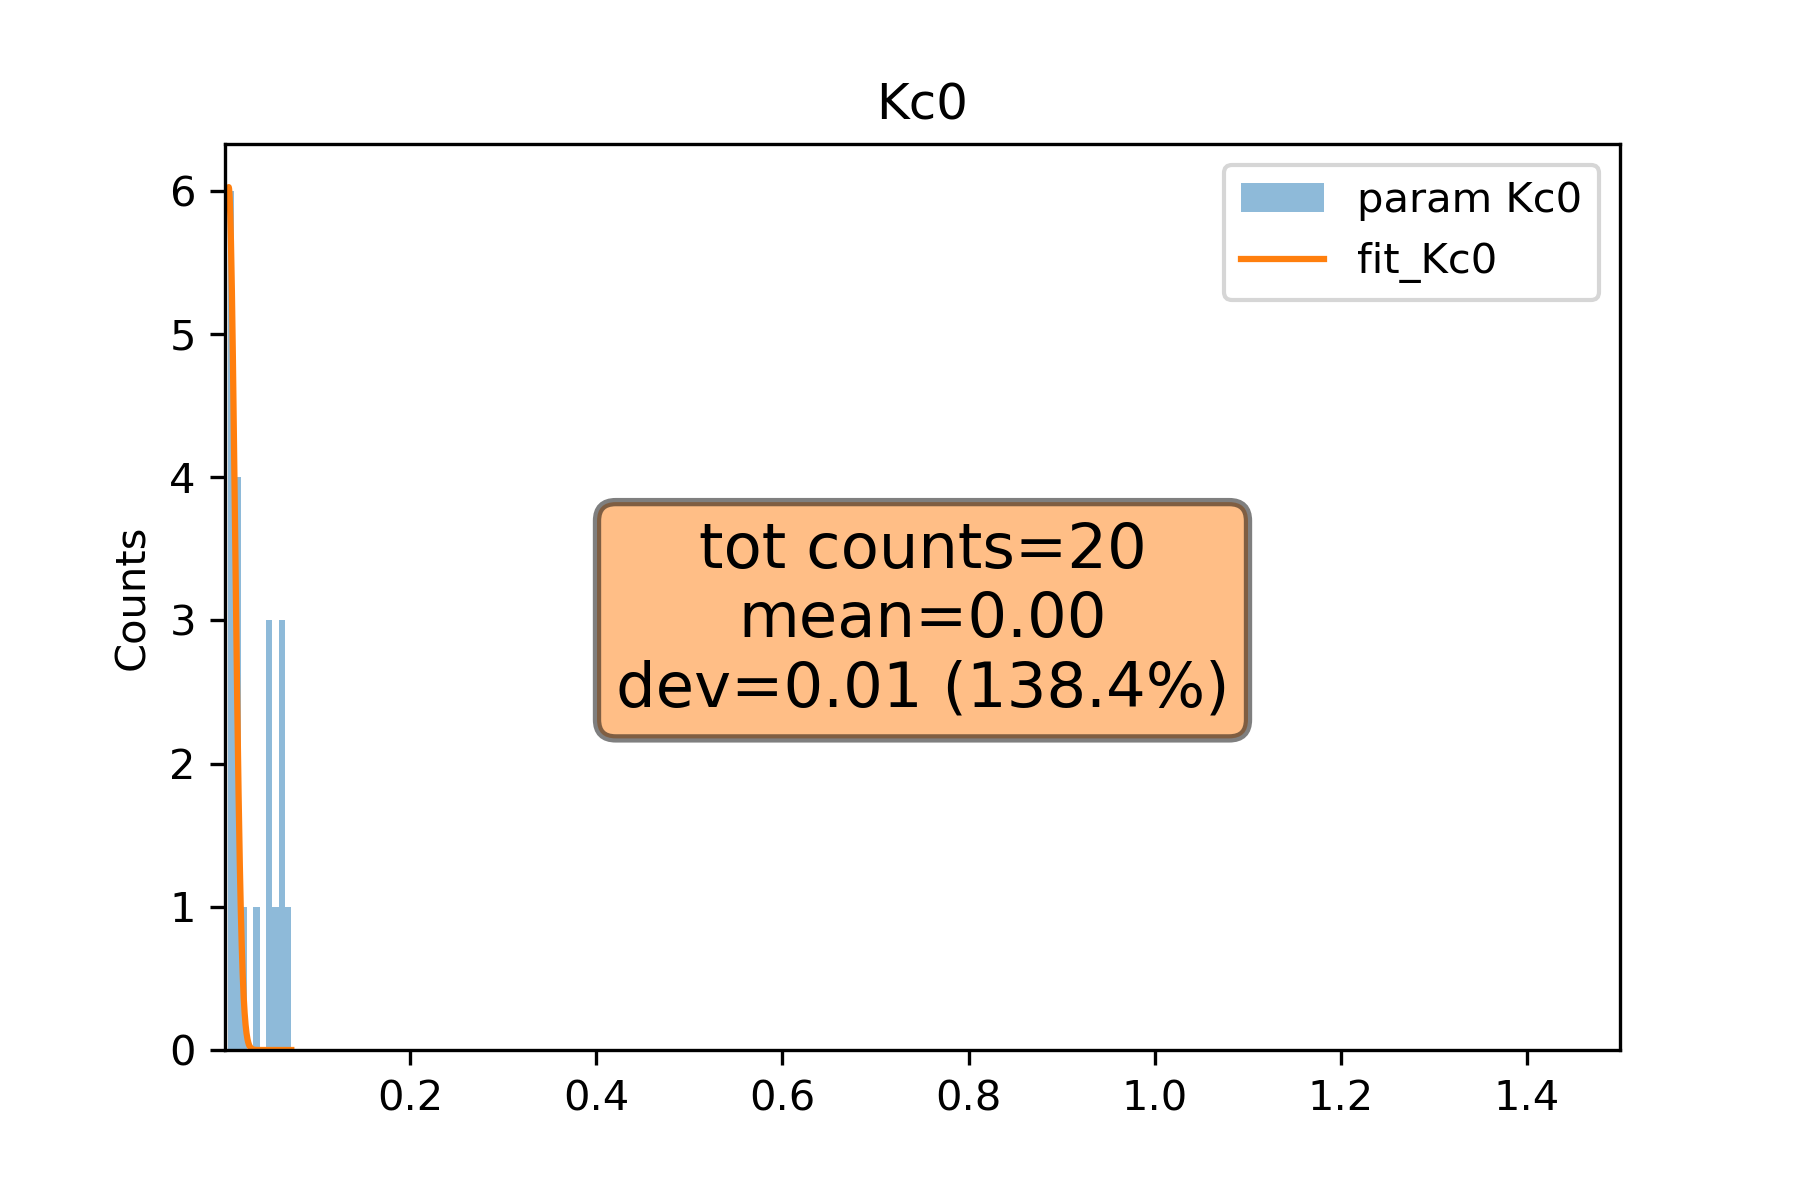 Kc0
6
5
4
3
2
1
0
Counts
param Kc0
fit_Kc0
tot counts=20
mean=0.00
dev=0.01 (138.4%)
0.2 0.4 0.6 0.8 1.0 1.2 1.4